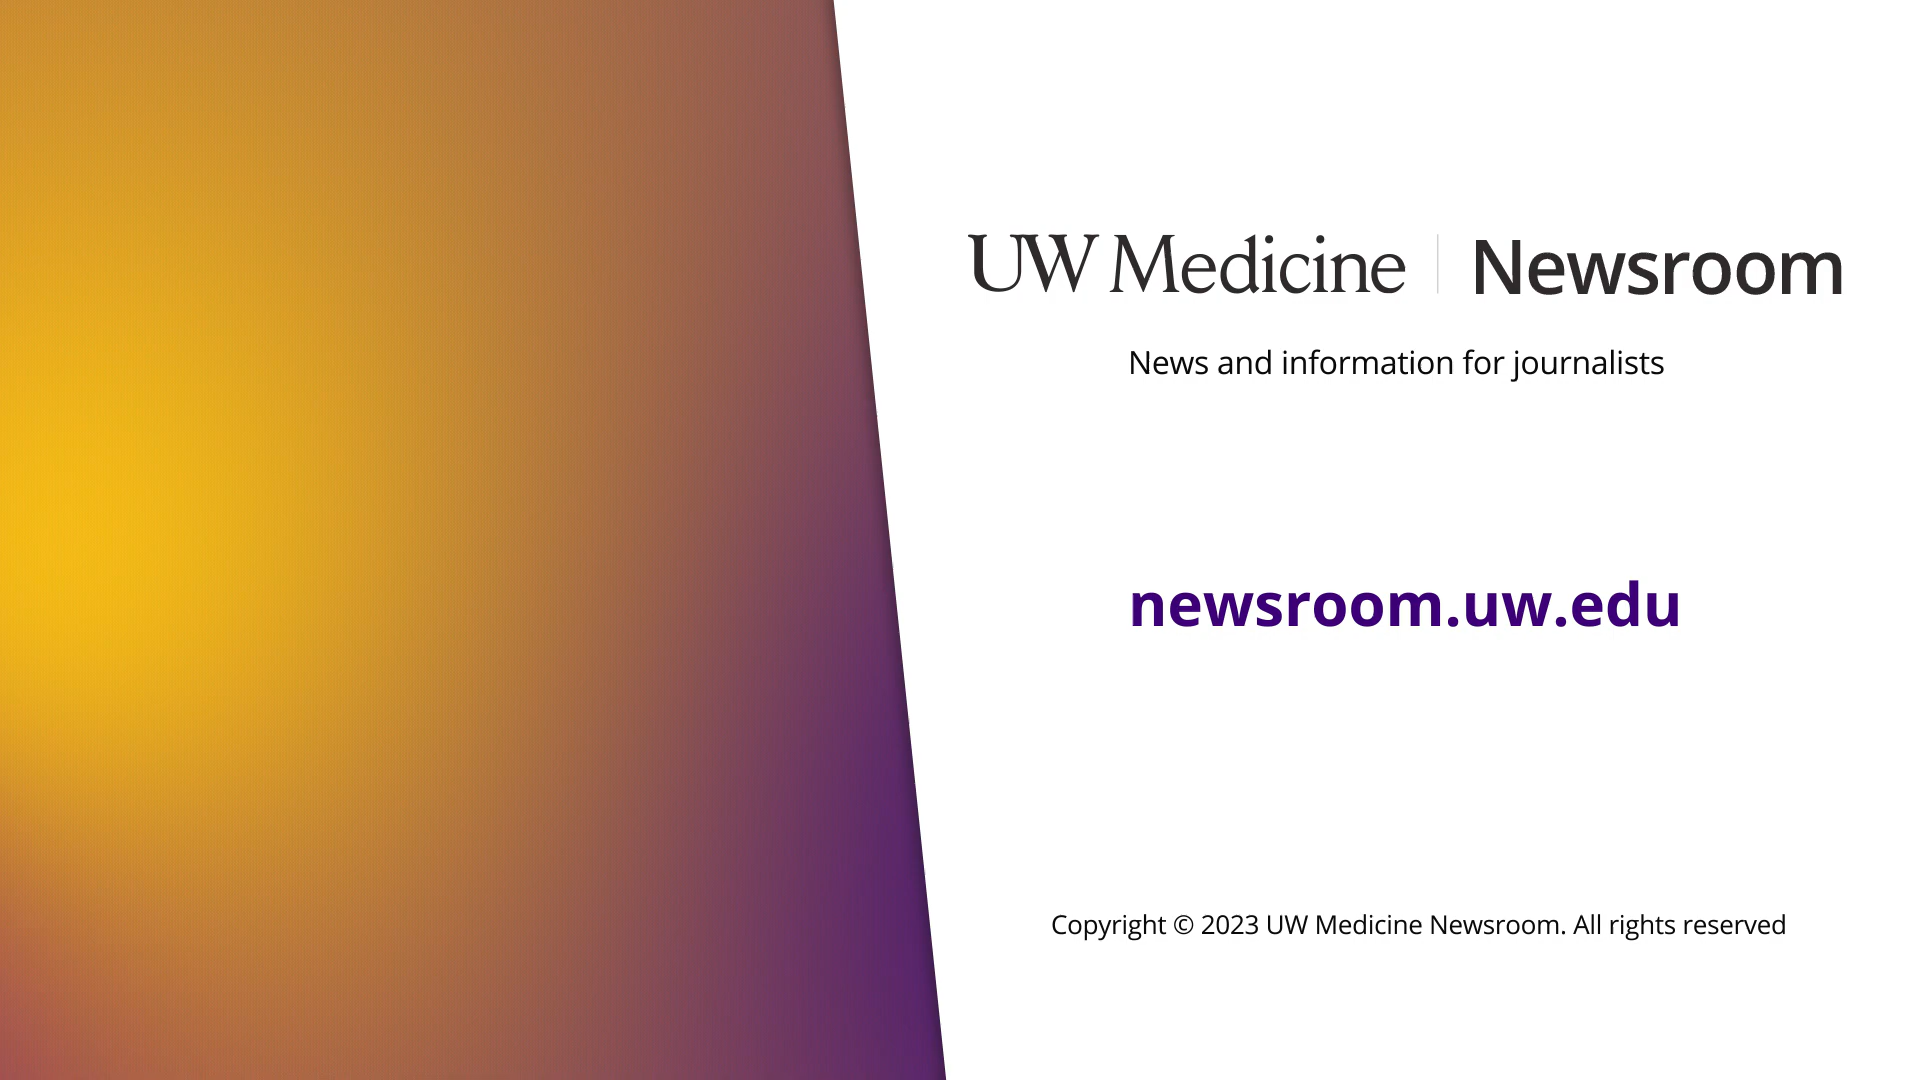 UW Medicine | Newsroom
News and information for journalists
newsroom.uw.edu
Copyright © 2023 UW Medicine Newsroom. All rights reserved